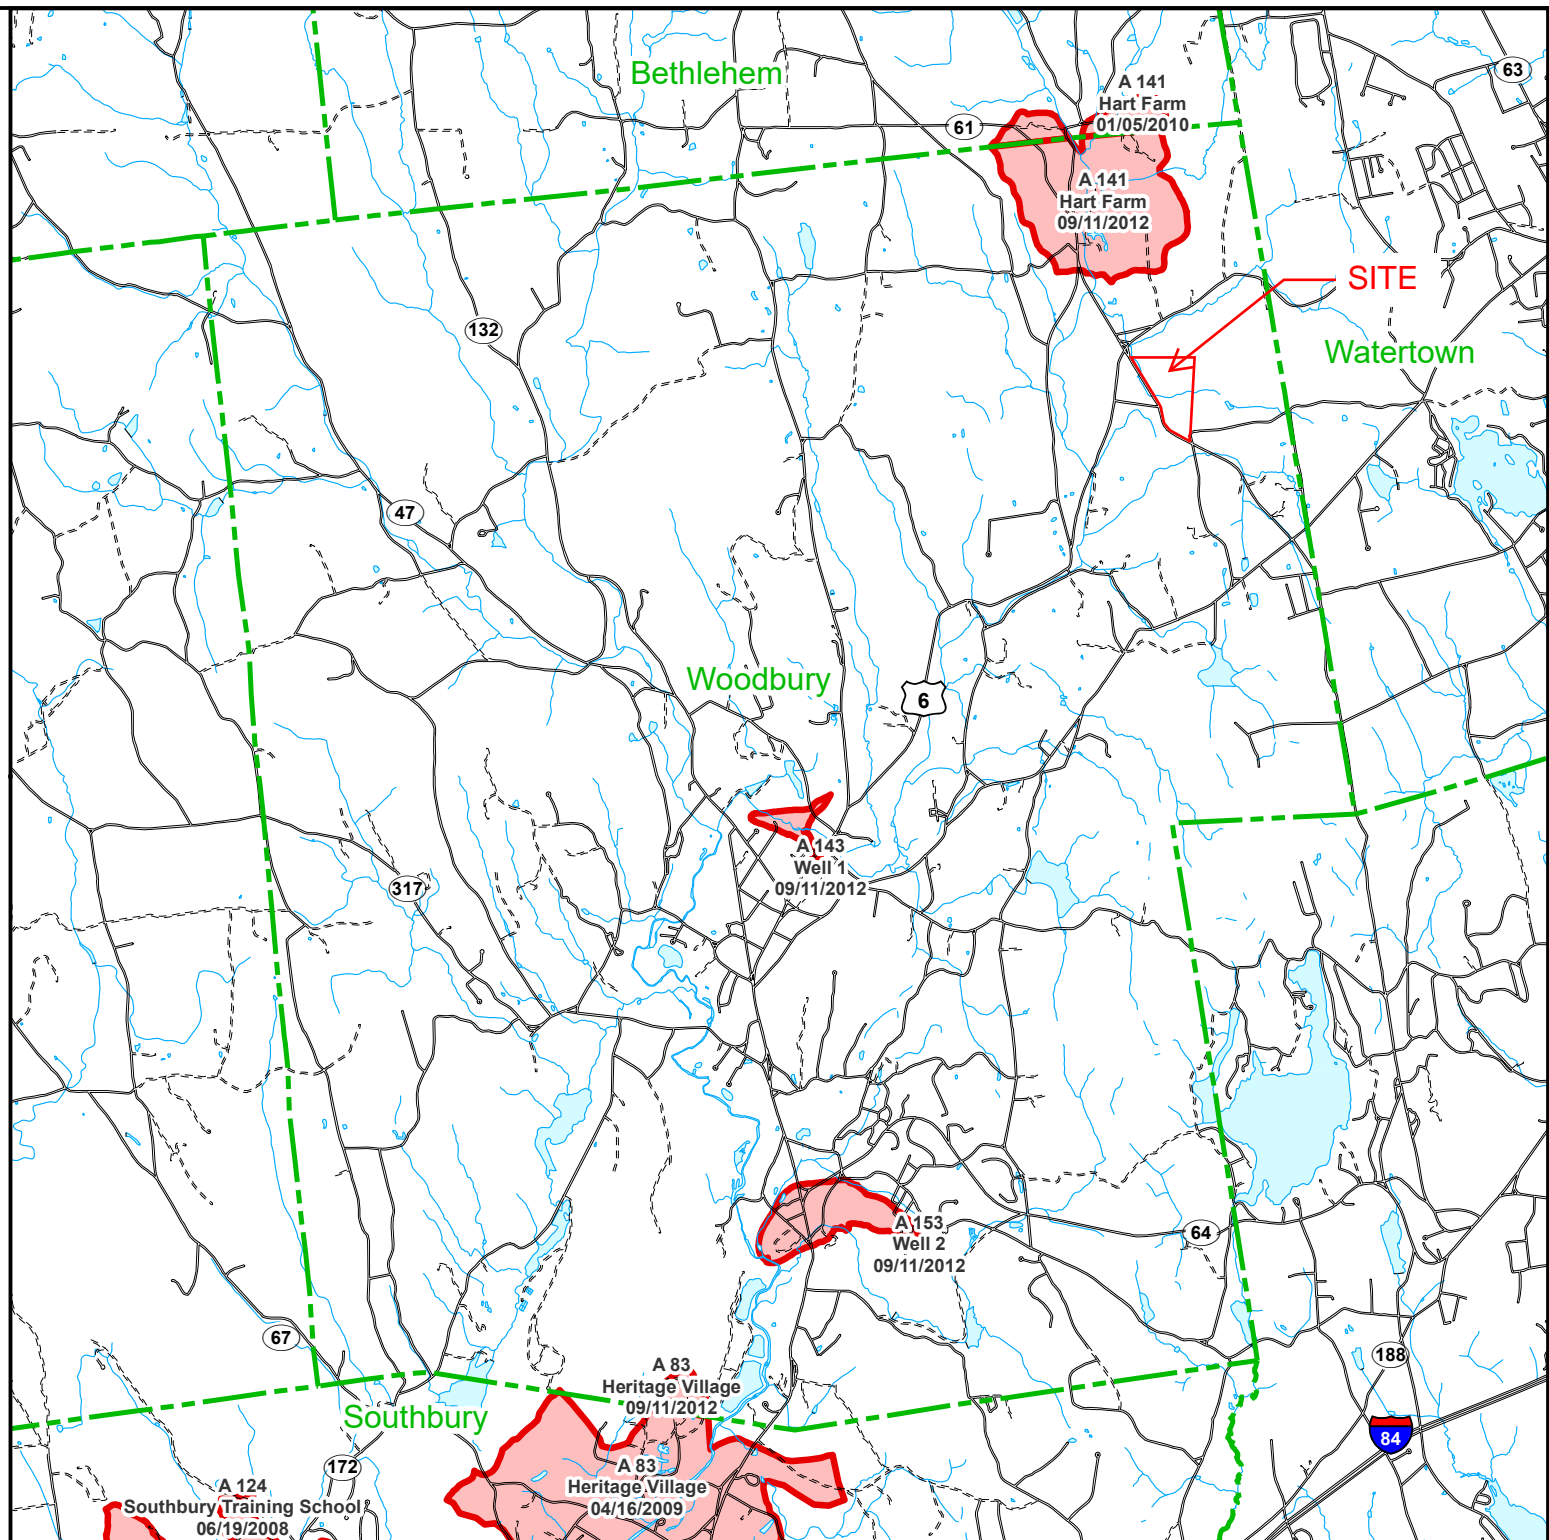 Bethlehem
63
A 141
Hart Farm
01/05/2010
61
A 141
Hart Farm
09/11/2012
SITE
132
Watertown
47
Woodbury
6
A 143
Well 1
09/11/2012
317
A 153
Well 2
09/11/2012
64
67
188
A 83
Heritage Village
09/11/2012
Southbury
84
172
A 83
Heritage Village
04/16/2009
A 124
Southbury Training School
06/19/2008